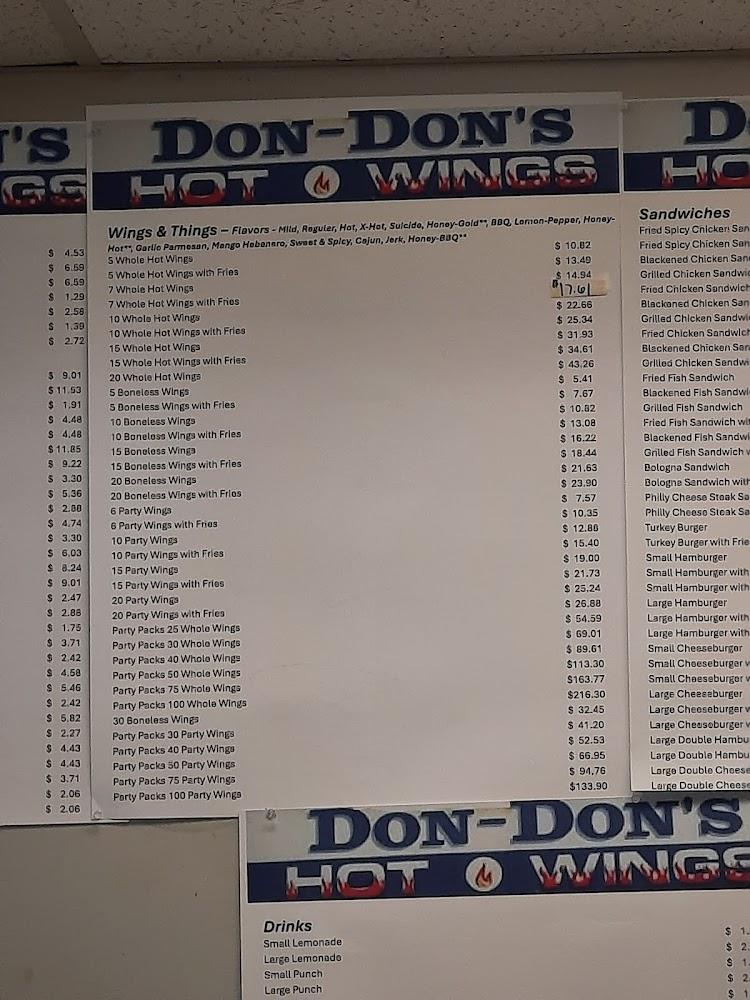 N'S
GS
$ 4.53
$ 6.59
$ 6.59
$ 1.29
$ 2.58
$ 1.39
$ 2.72
$ 9.01
$ 11.53
$ 1.91
$ 4.48
$ 4.48
$ 11.85
$ 9.22
$ 3.30
$ 5.36
$ 2.88
$ 4.74
$ 3.30
$ 6.03
$ 8.24
$ 9.01
$ 2.47
$ 2.88
$ 1.75
$ 3.71
$ 2.42
$ 4.58
$ 5.46
$ 2.42
$ 5.82
$ 2.27
$ 4.43
$ 4.43
$ 3.71
$ 2.06
$ 2.06
DON-DON'S
HOT WINGS
Wings & Things – Flavors - Mild, Reguler, Hot, X-Hot, Suicide, Honey-Gold**, BBQ, Lemon-Pepper, Honey-
Hot**, Garlic Parmesan, Mango Habanero, Sweet & Spicy, Cajun, Jerk, Honey-BBQ**
5 Whole Hot Wings $ 10.82
5 Whole Hot Wings with Fries $ 13.49
7 Whole Hot Wings $ 14.94
7 Whole Hot Wings with Fries $17.61
10 Whole Hot Wings $ 22.66
10 Whole Hot Wings with Fries $ 25.34
15 Whole Hot Wings $ 31.93
15 Whole Hot Wings with Fries $ 34.61
20 Whole Hot Wings $ 43.26
5 Boneless Wings $ 5.41
5 Boneless Wings with Fries $ 7.67
10 Boneless Wings $ 10.82
10 Boneless Wings with Fries $ 13.08
15 Boneless Wings $ 16.22
15 Boneless Wings with Fries $ 18.44
20 Boneless Wings $ 21.63
20 Boneless Wings with Fries $ 23.90
6 Party Wings $ 7.57
6 Party Wings with Fries $ 10.35
10 Party Wings $ 12.88
10 Party Wings with Fries $ 15.40
15 Party Wings $ 19.00
15 Party Wings with Fries $ 21.73
20 Party Wings $ 25.24
20 Party Wings with Fries $ 26.88
Party Packs 25 Whole Wings $ 54.59
Party Packs 30 Whole Wings $ 69.01
Party Packs 40 Whole Wings $ 89.61
Party Packs 50 Whole Wings $113.30
Party Packs 75 Whole Wings $163.77
Party Packs 100 Whole Wings $216.30
30 Boneless Wings $ 32.45
Party Packs 30 Party Wings $ 41.20
Party Packs 40 Party Wings $ 52.53
Party Packs 50 Party Wings $ 66.95
Party Packs 75 Party Wings $ 94.76
Party Packs 100 Party Wings $133.90
D
HO
Sandwiches
Fried Spicy Chicken San
Fried Spicy Chicken San
Blackened Chicken San
Grilled Chicken Sandwi
Fried Chicken Sandwich
Blackened Chicken San
Grilled Chicken Sandwi
Fried Chicken Sandwich
Blackened Chicken San
Grilled Chicken Sandwi
Fried Fish Sandwich
Blackened Fish Sandwi
Grilled Fish Sandwich
Fried Fish Sandwich wit
Blackened Fish Sandwi
Grilled Fish Sandwich w
Bologna Sandwich
Bologna Sandwich with
Philly Cheese Steak Sa
Philly Cheese Steak Sa
Turkey Burger
Turkey Burger with Frie
Small Hamburger
Small Hamburger with
Small Hamburger with
Large Hamburger
Large Hamburger with
Large Hamburger with
Small Cheeseburger
Small Cheeseburger w
Small Cheeseburger w
Large Cheeseburger
Large Cheeseburger w
Large Cheeseburger w
Large Double Hambu
Large Double Hambu
Large Double Cheese
Large Double Cheese
DON-DON'S
HOT WINGS
Drinks
Small Lemonade $ 1.
Large Lemonade $ 2.
Small Punch $ 1.
Large Punch $ 2.
$ 1